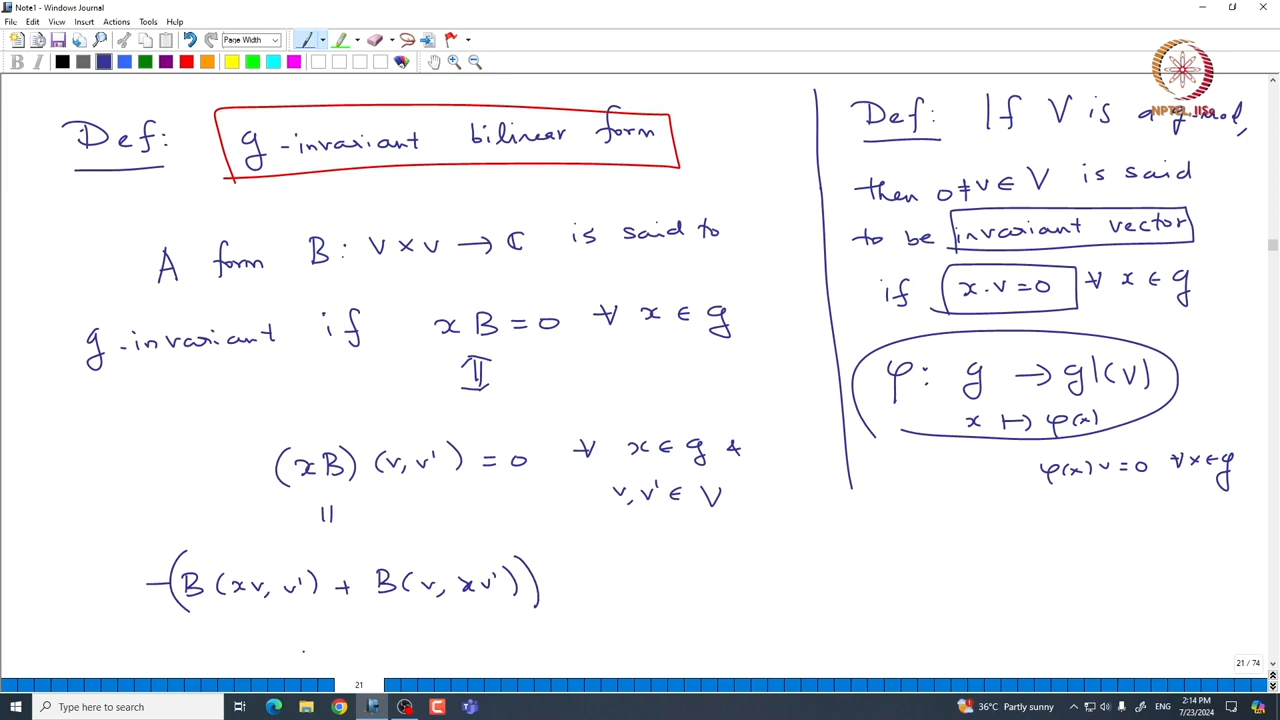 Note1 - Windows Journal
File Edit View Insert Actions Tools Help
Page Width
Def: g-invariant bilinear form
A form B : V × V → ℂ is said to
g-invariant if xB = 0 ∀ x ∈ g
⇕
(xB)(v, v') = 0 ∀ x ∈ g &
v, v' ∈ V
||
-(B(xv, v') + B(v, xv'))
Def: If V is a g-mod,
then 0 ≠ v ∈ V is said
to be invariant vector
if x·v = 0 ∀ x ∈ g
φ: g → gl(V)
x ↦ φ(x)
φ(x) v = 0 ∀ x ∈ g
NPTEL, IISc
21 / 74
21
Type here to search
36°C Partly sunny
ENG
2:14 PM
7/23/2024